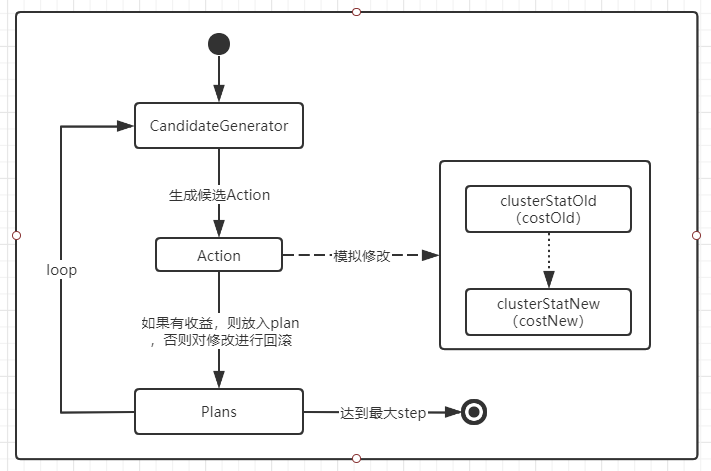 CandidateGenerator
生成候选Action
Action
模拟修改
clusterStatOld
（costOld）
clusterStatNew
（costNew）
loop
如果有收益，则放入plan
，否则对修改进行回滚
Plans
达到最大step